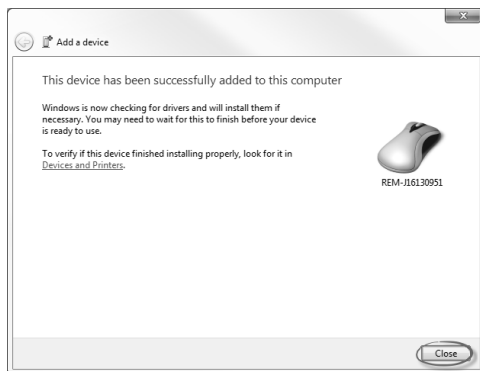 Add a device
This device has been successfully added to this computer
Windows is now checking for drivers and will install them if
necessary. You may need to wait for this to finish before your device
is ready to use.
To verify if this device finished installing properly, look for it in
Devices and Printers.
REM-J16130951
Close